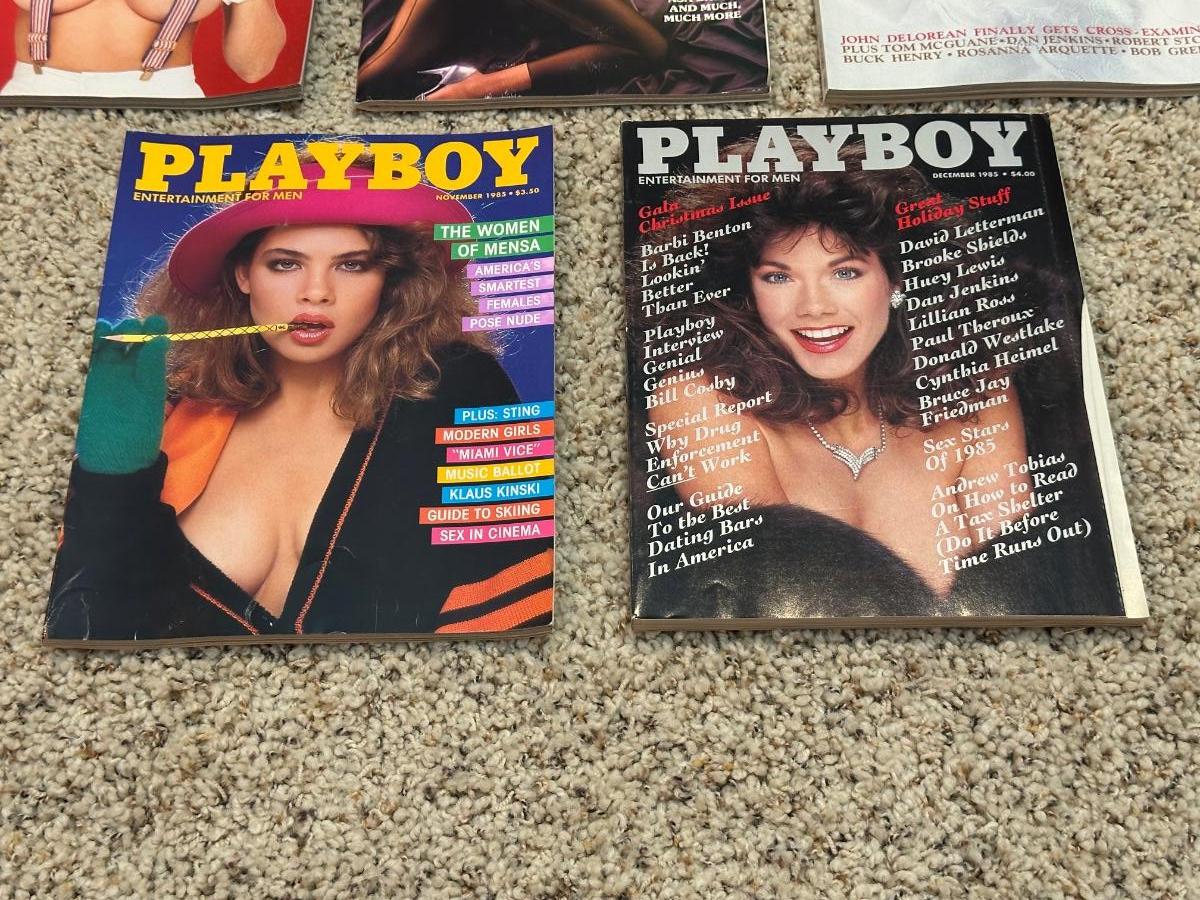 AND MUCH,
MUCH MORE
JOHN DELOREAN FINALLY GETS CROSS-EXAMIN
PLUS TOM MCGUANE•DAN JENKINS•ROBERT STO
BUCK HENRY • ROSANNA ARQUETTE • BOB GRE
PLAYBOY
ENTERTAINMENT FOR MEN
NOVEMBER 1985 • $3.50
THE WOMEN
OF MENSA
AMERICA'S
SMARTEST
FEMALES
POSE NUDE
PLUS: STING
MODERN GIRLS
"MIAMI VICE"
MUSIC BALLOT
KLAUS KINSKI
GUIDE TO SKIING
SEX IN CINEMA
PLAYBOY
ENTERTAINMENT FOR MEN
DECEMBER 1985 • $4.00
Gala
Christmas Issue
Barbi Benton
Is Back!
Lookin'
Better
Than Ever
Playboy
Interview
Genial
Genius
Bill Cosby
Special Report
Why Drug
Enforcement
Can't Work
Our Guide
To the Best
Dating Bars
In America
Great
Holiday Stuff
David Letterman
Brooke Shields
Huey Lewis
Dan Jenkins
Lillian Ross
Paul Theroux
Donald Westlake
Cynthia Heimel
Bruce Jay
Friedman
Sex Stars
Of 1985
Andrew Tobias
On How to Read
A Tax Shelter
(Do It Before
Time Runs Out)